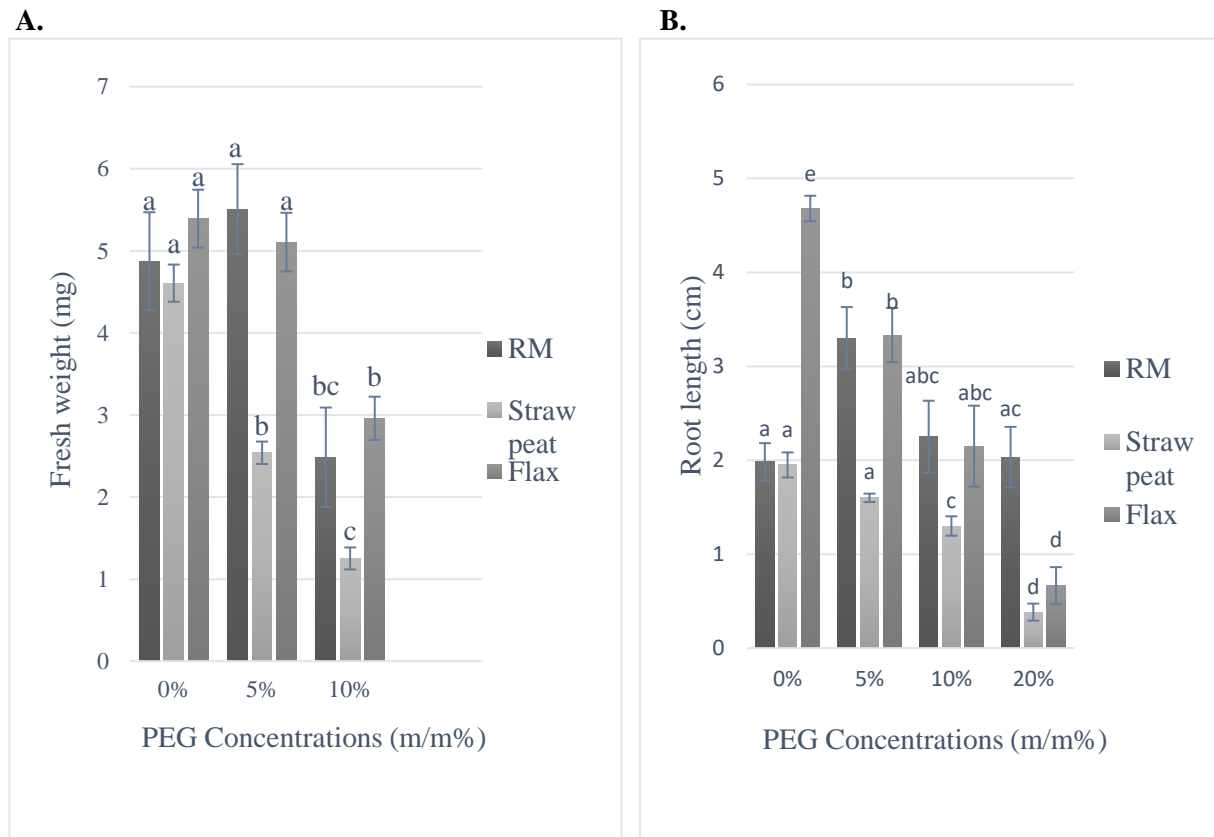 A.
7
6
5
4
3
2
1
0
Fresh weight (mg)
a
a
a
a
b
a
bc
c
b
0%
5%
10%
PEG Concentrations (m/m%)
RM
Straw
peat
Flax
B.
6
5
4
3
2
1
0
Root length (cm)
a
a
e
b
a
b
abc
c
abc
ac
d
d
0%
5%
10%
20%
PEG Concentrations (m/m%)
RM
Straw
peat
Flax